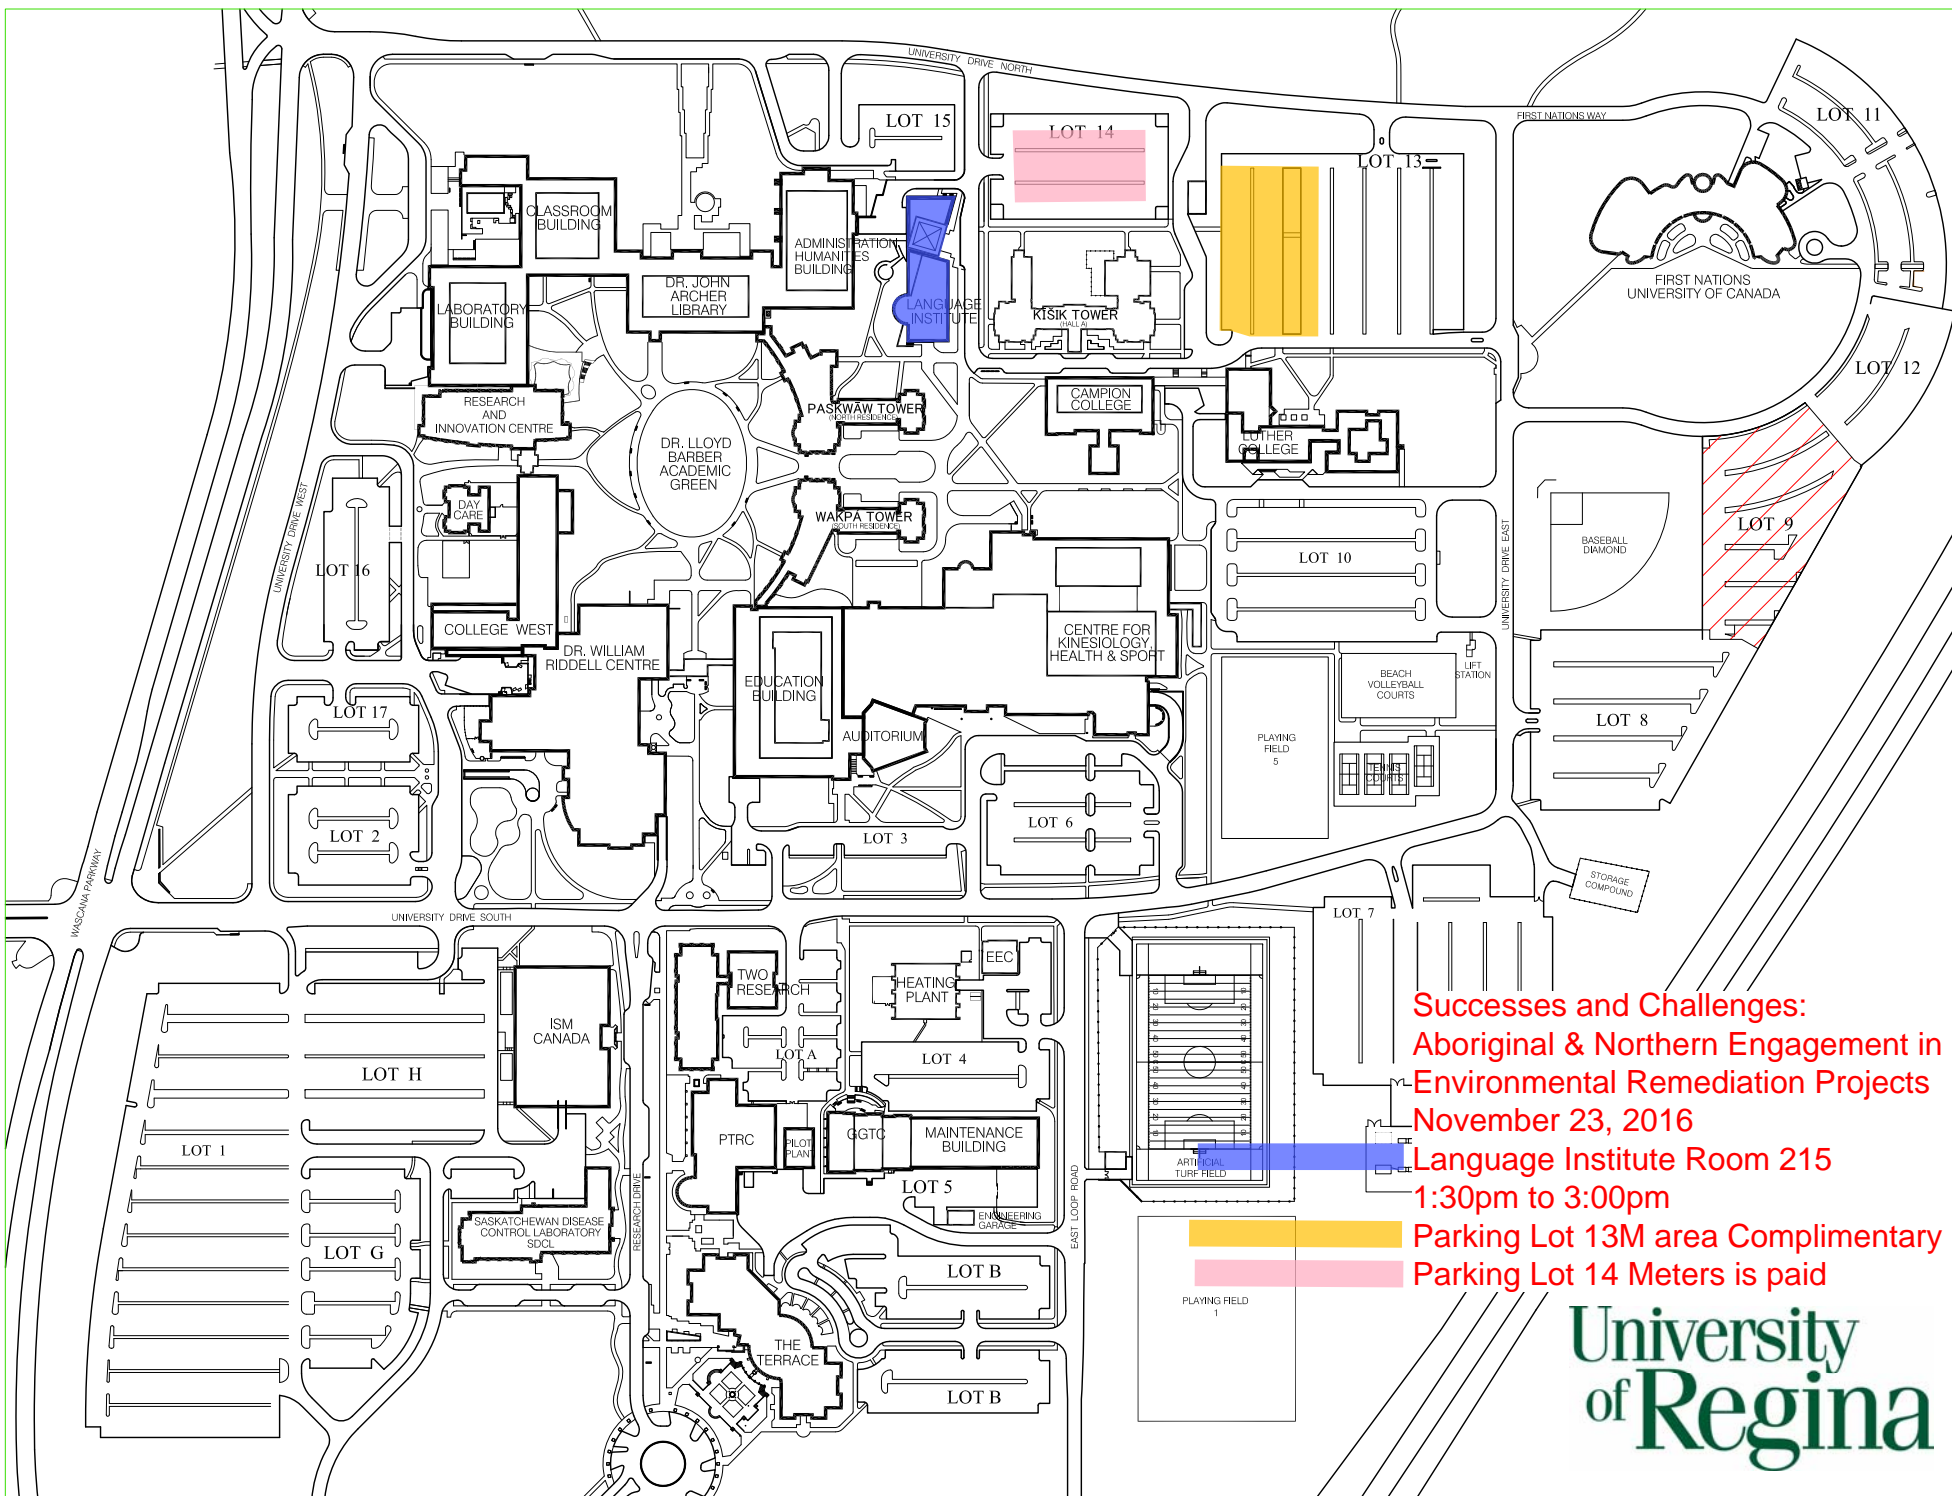 UNIVERSITY DRIVE NORTH
FIRST NATIONS WAY
LOT 11
LOT 15
LOT 14
LOT 13
CLASSROOM
BUILDING
ADMINISTRATION
HUMANITIES
BUILDING
DR. JOHN
ARCHER
LIBRARY
LABORATORY
BUILDING
LANGUAGE
INSTITUTE
KĪSIK TOWER
(HALL A)
FIRST NATIONS
UNIVERSITY OF CANADA
LOT 12
RESEARCH
AND
INNOVATION CENTRE
PASKWĀW TOWER
(NORTH RESIDENCE)
CAMPION
COLLEGE
LUTHER
COLLEGE
DR. LLOYD
BARBER
ACADEMIC
GREEN
DAY
CARE
WAKPÁ TOWER
(SOUTH RESIDENCE)
UNIVERSITY DRIVE WEST
LOT 16
LOT 10
UNIVERSITY DRIVE EAST
BASEBALL
DIAMOND
LOT 9
COLLEGE WEST
DR. WILLIAM
RIDDELL CENTRE
CENTRE FOR
KINESIOLOGY,
HEALTH & SPORT
EDUCATION
BUILDING
AUDITORIUM
BEACH
VOLLEYBALL
COURTS
LIFT
STATION
LOT 17
LOT 8
PLAYING
FIELD
5
TENNIS
COURTS
LOT 2
LOT 3
LOT 6
WASCANA PARKWAY
STORAGE
COMPOUND
UNIVERSITY DRIVE SOUTH
LOT 7
TWO
RESEARCH
HEATING
PLANT
EEC
ISM
CANADA
LOT A
LOT 4
LOT H
LOT 1
PTRC
PILOT
PLANT
GGTC
MAINTENANCE
BUILDING
ARTIFICIAL
TURF FIELD
LOT 5
ENGINEERING
GARAGE
EAST LOOP ROAD
RESEARCH DRIVE
SASKATCHEWAN DISEASE
CONTROL LABORATORY
SDCL
LOT G
LOT B
THE
TERRACE
LOT B
PLAYING FIELD
1
Successes and Challenges:
Aboriginal & Northern Engagement in
Environmental Remediation Projects
November 23, 2016
Language Institute Room 215
1:30pm to 3:00pm
Parking Lot 13M area Complimentary
Parking Lot 14 Meters is paid
University
of Regina